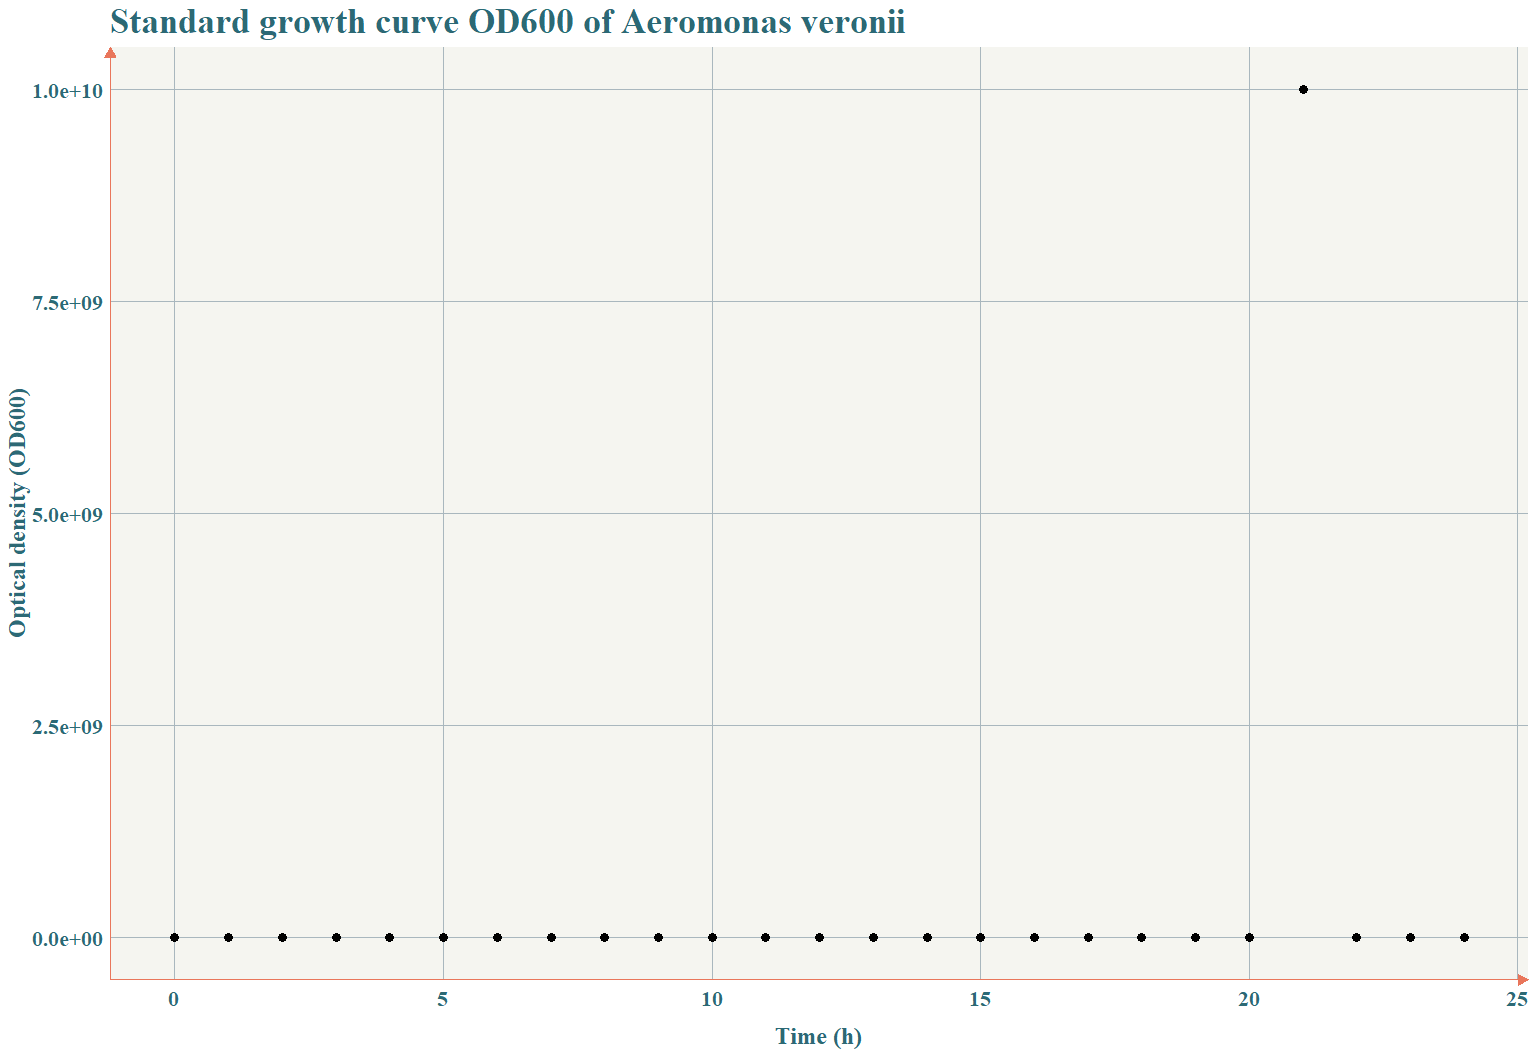 Standard growth curve OD600 of Aeromonas veronii
1.0e+10
7.5e+09
5.0e+09
2.5e+09
0.0e+00
Optical density (OD600)
0 5 10 15 20 25
Time (h)